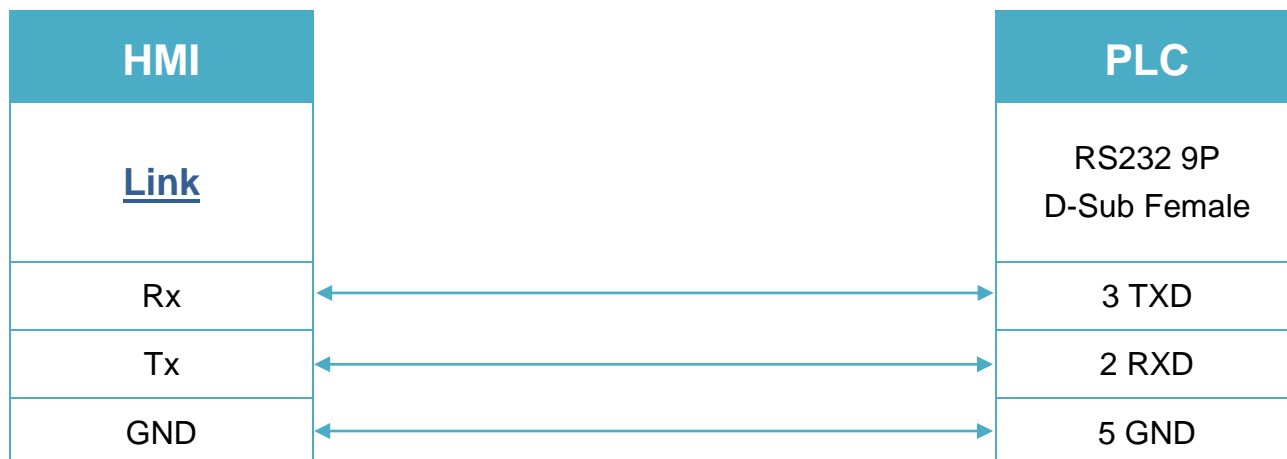 HMI
PLC
Link
RS232 9P
D-Sub Female
Rx
3 TXD
Tx
2 RXD
GND
5 GND